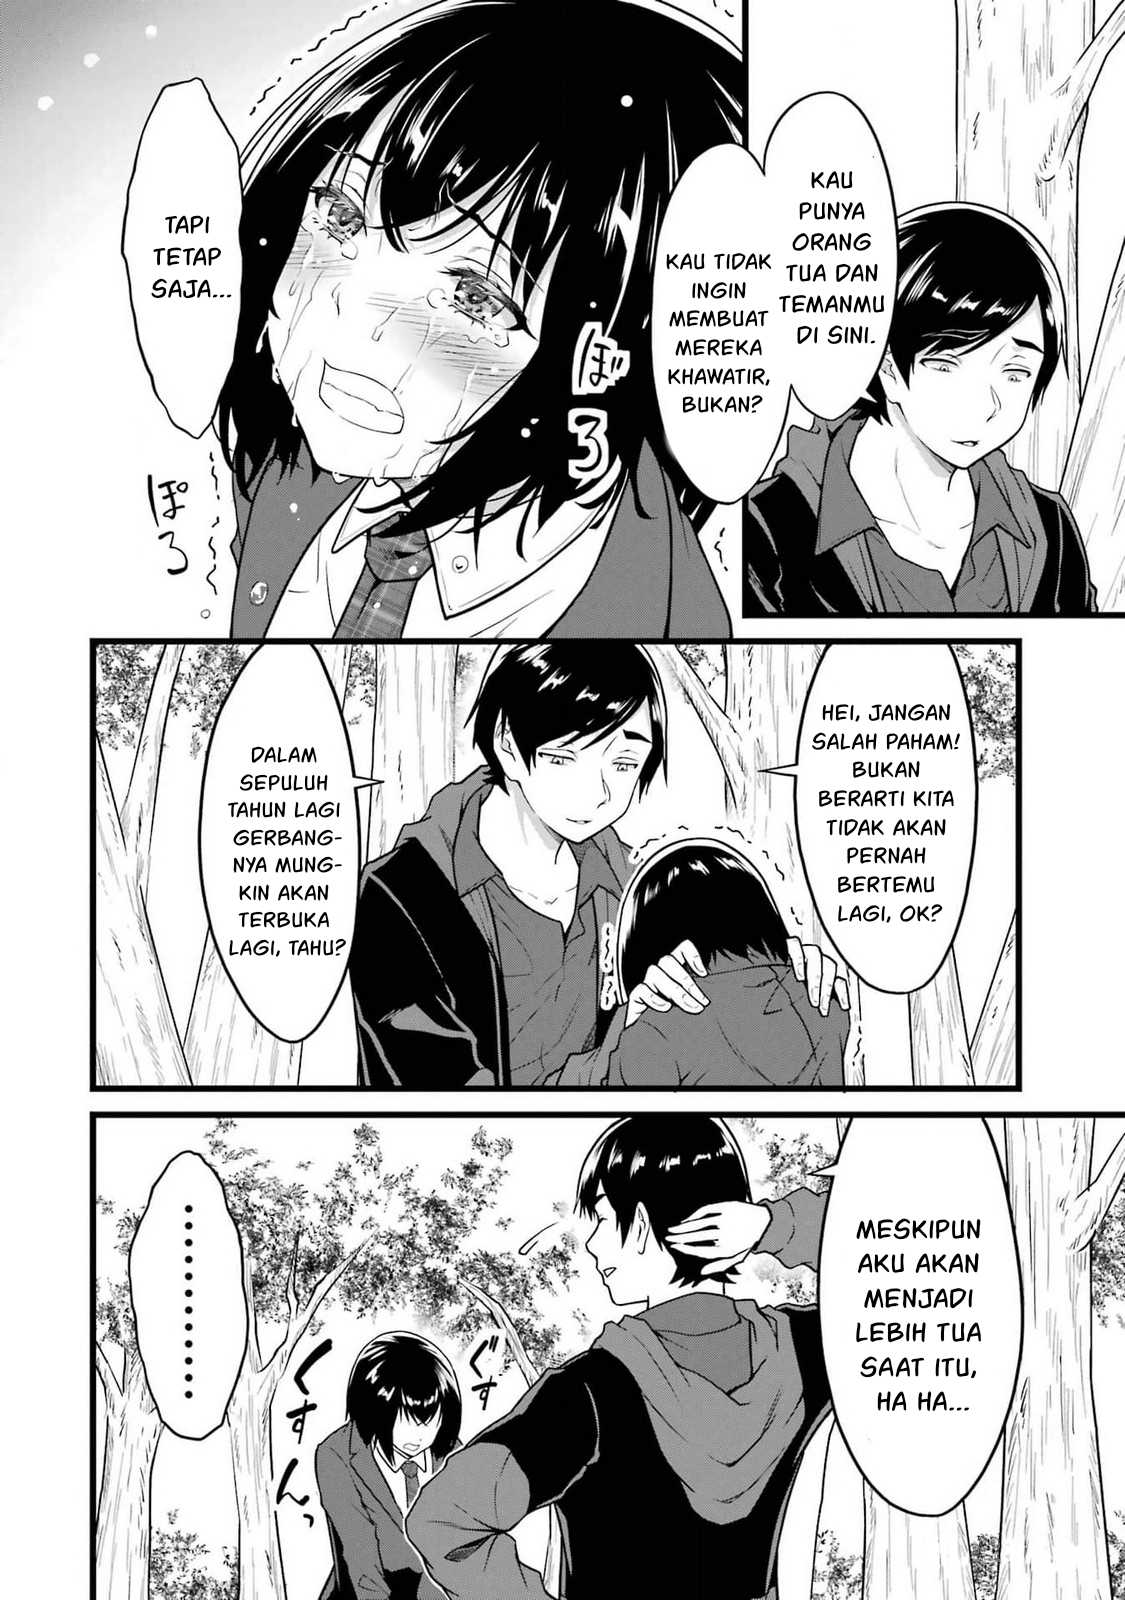 KAU
PUNYA
ORANG
TUA DAN
TEMANMU
DI SINI.
KAU TIDAK
INGIN
MEMBUAT
MEREKA
KHAWATIR,
BUKAN?
TAPI
TETAP
SAJA...
ぼろ
ぽろ
HEI, JANGAN
SALAH PAHAM!
BUKAN
BERARTI KITA
TIDAK AKAN
PERNAH
BERTEMU
LAGI, OK?
DALAM
SEPULUH
TAHUN LAGI
GERBANG-
NYA MUNG-
KIN AKAN
TERBUKA
LAGI, TAHU?
MESKIPUN
AKU AKAN
MENJADI
LEBIH TUA
SAAT ITU,
HA HA...
ぐす
くすんっ
............